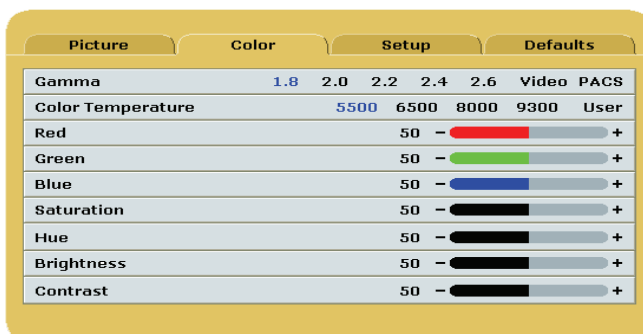 Picture Color Setup Defaults
Gamma 1.8 2.0 2.2 2.4 2.6 Video PACS
Color Temperature 5500 6500 8000 9300 User
Red 50 - +
Green 50 - +
Blue 50 - +
Saturation 50 - +
Hue 50 - +
Brightness 50 - +
Contrast 50 - +